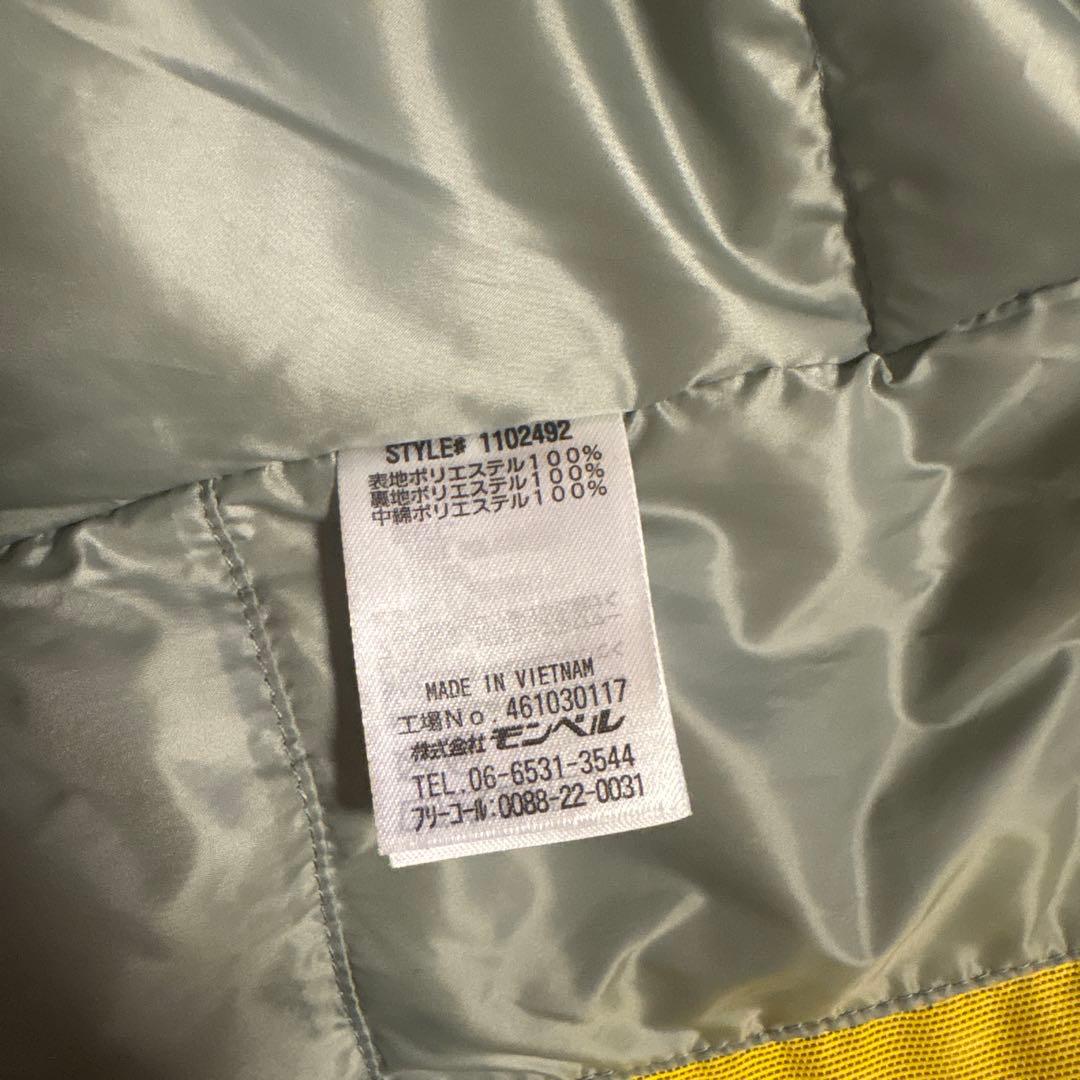 STYLE# 1102492
表地ポリエステル100%
裏地ポリエステル100%
中綿ポリエステル100%
MADE IN VIETNAM
工場No.461030117
株式会社モンベル
TEL.06-6531-3544
フリーコール:0088-22-0031